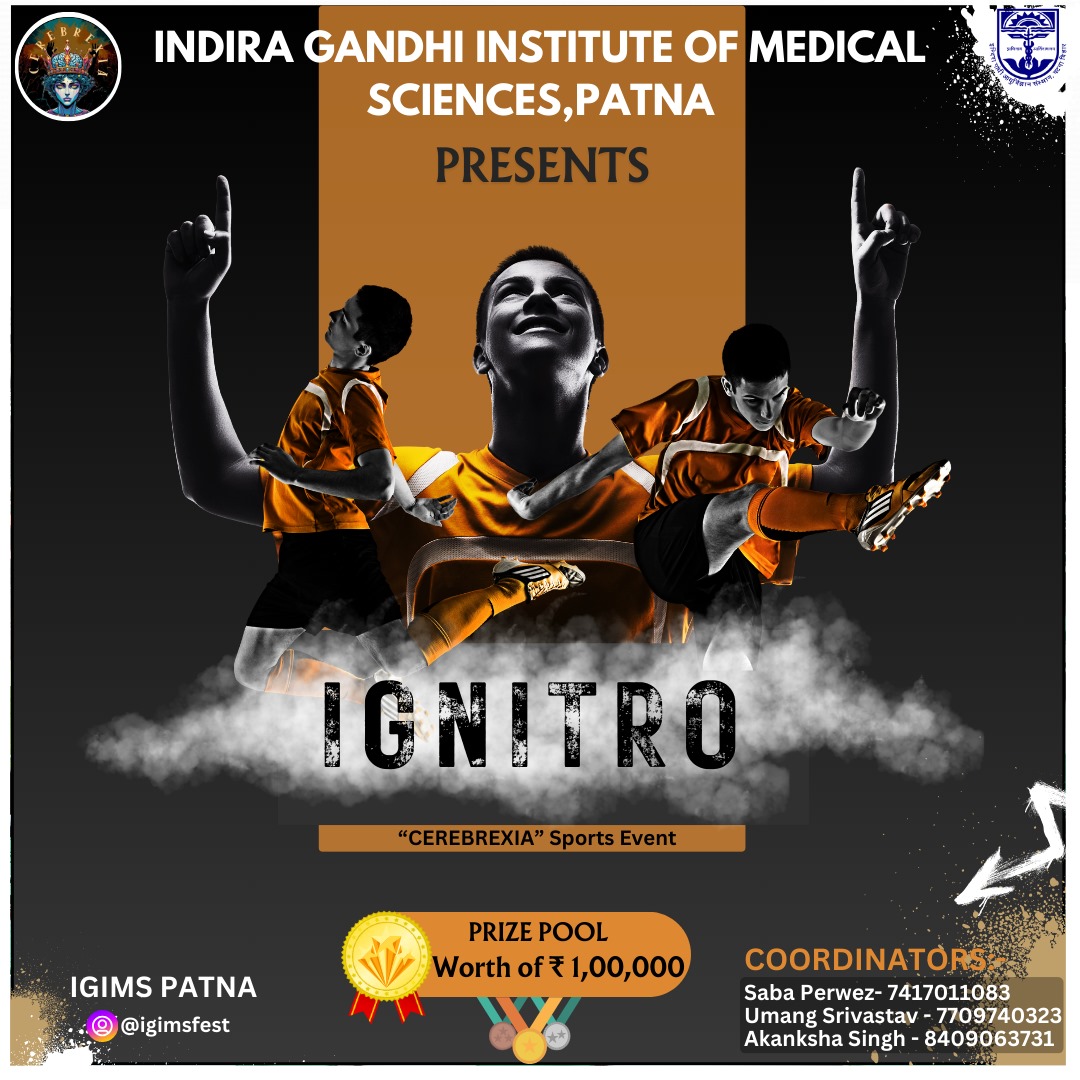 CEREBREXIA
INDIRA GANDHI INSTITUTE OF MEDICAL
SCIENCES,PATNA
PRESENTS
IGNITRO
“CEREBREXIA” Sports Event
PRIZE POOL
Worth of ₹ 1,00,000
IGIMS PATNA
@igimsfest
COORDINATORS:-
Saba Perwez- 7417011083
Umang Srivastav - 7709740323
Akanksha Singh - 8409063731